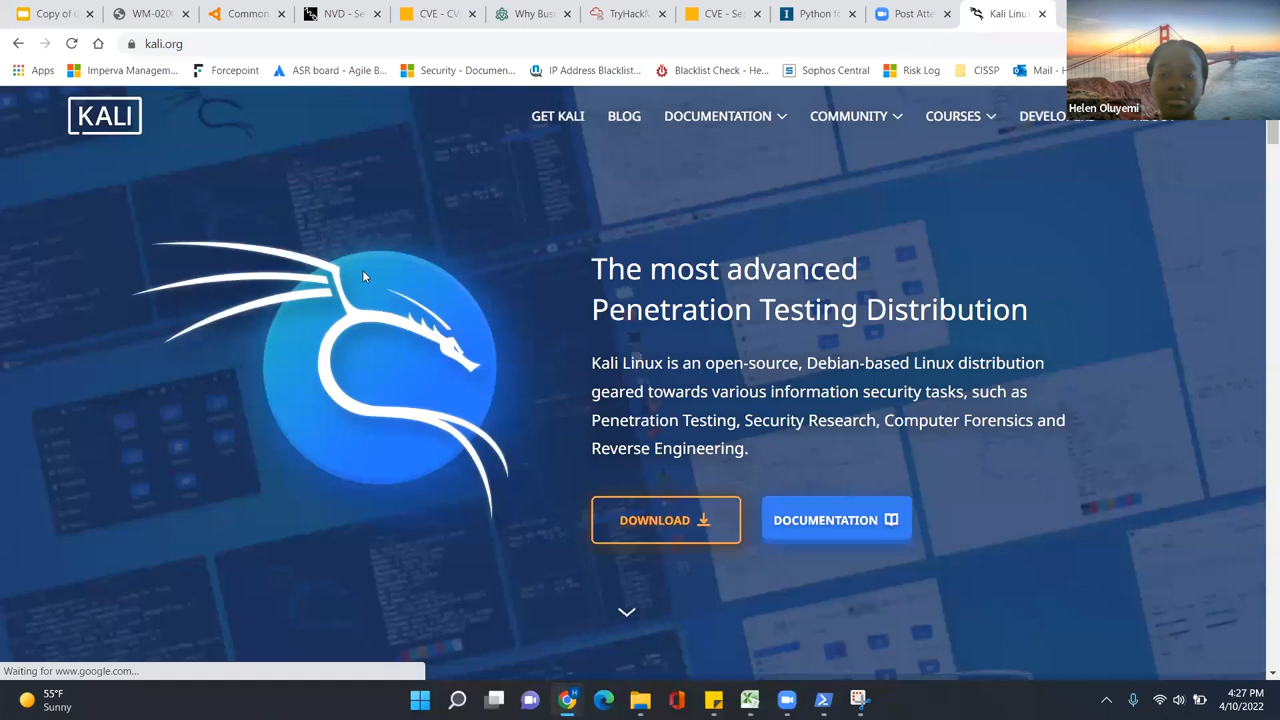 Copy of G
WM-020
Common
NVD - Se
CVE - CV
Why Bus
TryHackM
CVE - Se
Python fo
Post Atte
Kali Linu
kali.org
Apps
Imperva Managem...
Forcepoint
ASR board - Agile B...
Security - Documen...
IP Address Blacklist...
Blacklist Check - He...
Sophos Central
Risk Log
CISSP
Mail - H
Helen Oluyemi
KALI
GET KALI
BLOG
DOCUMENTATION
COMMUNITY
COURSES
The most advanced
Penetration Testing Distribution
Kali Linux is an open-source, Debian-based Linux distribution
geared towards various information security tasks, such as
Penetration Testing, Security Research, Computer Forensics and
Reverse Engineering.
DOWNLOAD
DOCUMENTATION
Waiting for www.google.com...
55°F
Sunny
4:27 PM
4/10/2022